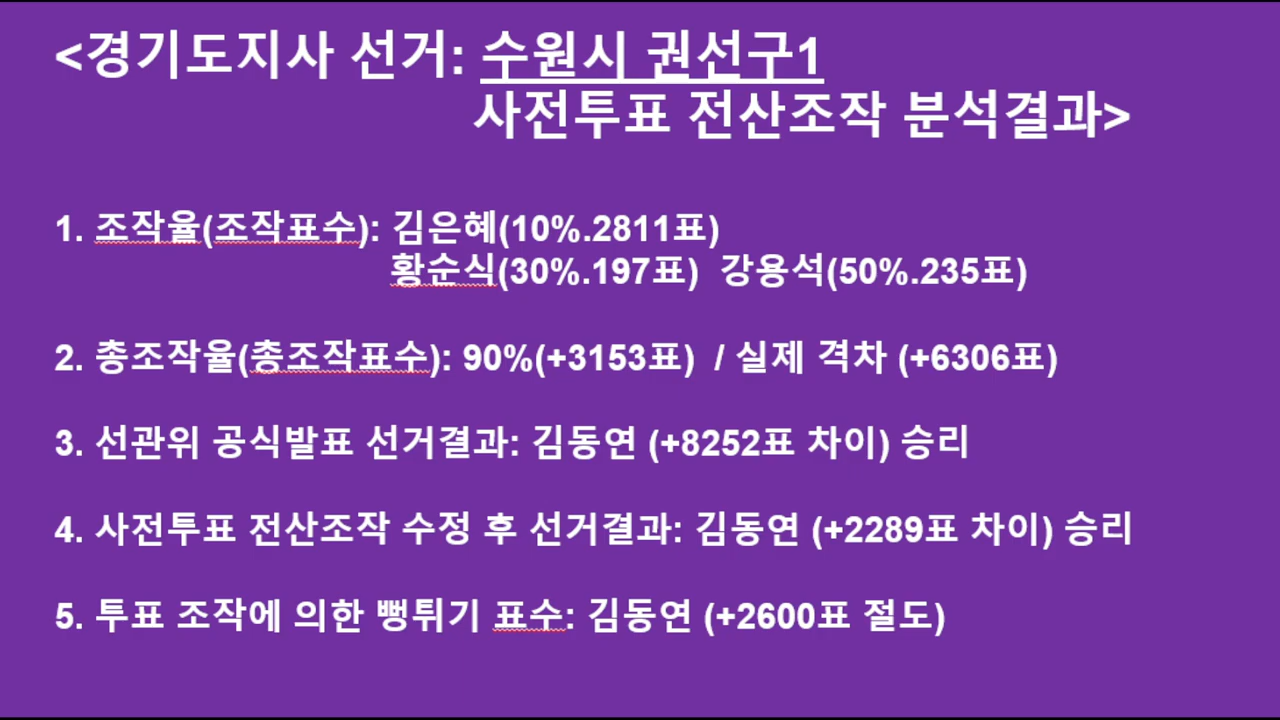 <경기도지사 선거: 수원시 권선구1
사전투표 전산조작 분석결과>
1. 조작율(조작표수): 김은혜(10%.2811표)
황순식(30%.197표) 강용석(50%.235표)
2. 총조작율(총조작표수): 90%(+3153표) / 실제 격차 (+6306표)
3. 선관위 공식발표 선거결과: 김동연 (+8252표 차이) 승리
4. 사전투표 전산조작 수정 후 선거결과: 김동연 (+2289표 차이) 승리
5. 투표 조작에 의한 뻥튀기 표수: 김동연 (+2600표 절도)